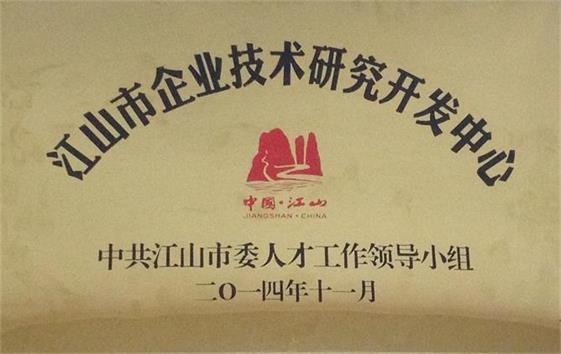 江山市企业技术研究开发中心
中國·江山
JIANGSHAN·CHINA
中共江山市委人才工作领导小组
二〇一四年十一月